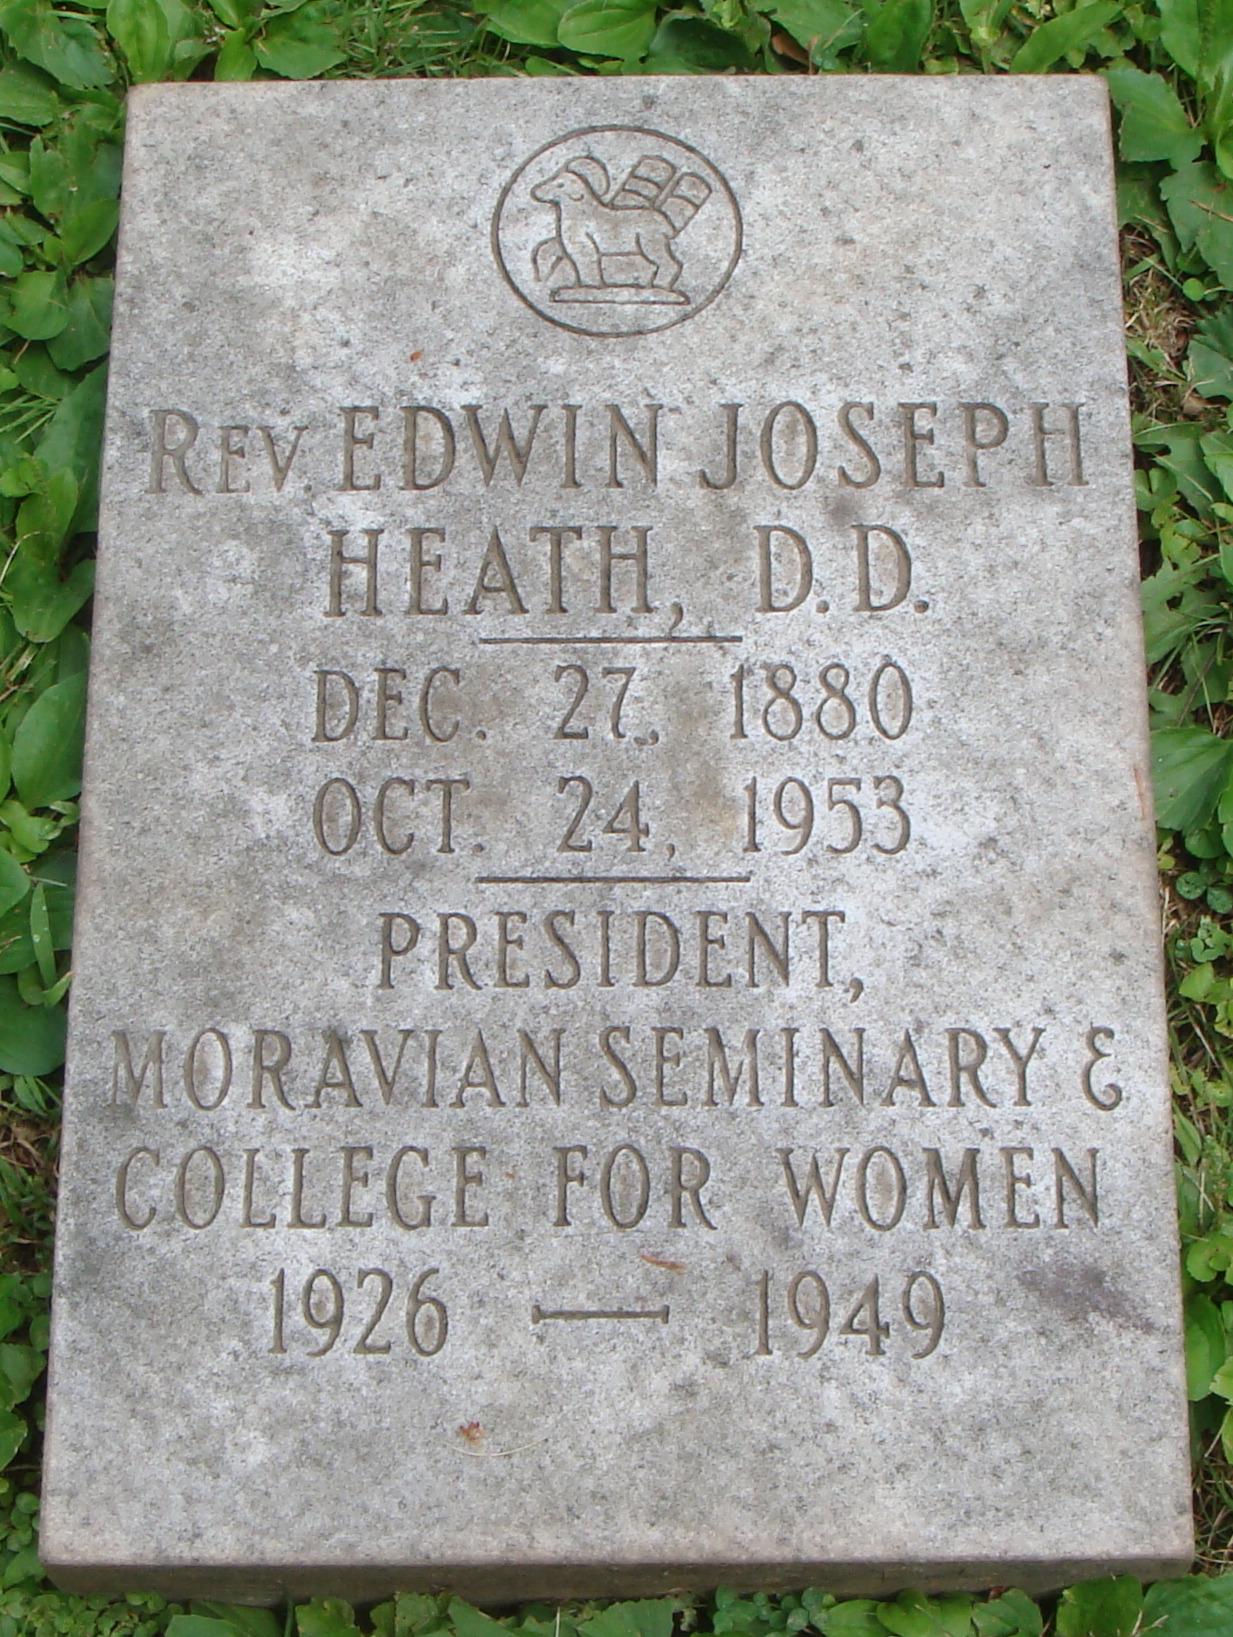 REV. EDWIN JOSEPH
HEATH, D.D.
DEC. 27, 1880
OCT. 24, 1953
PRESIDENT,
MORAVIAN SEMINARY &
COLLEGE FOR WOMEN
1926 — 1949